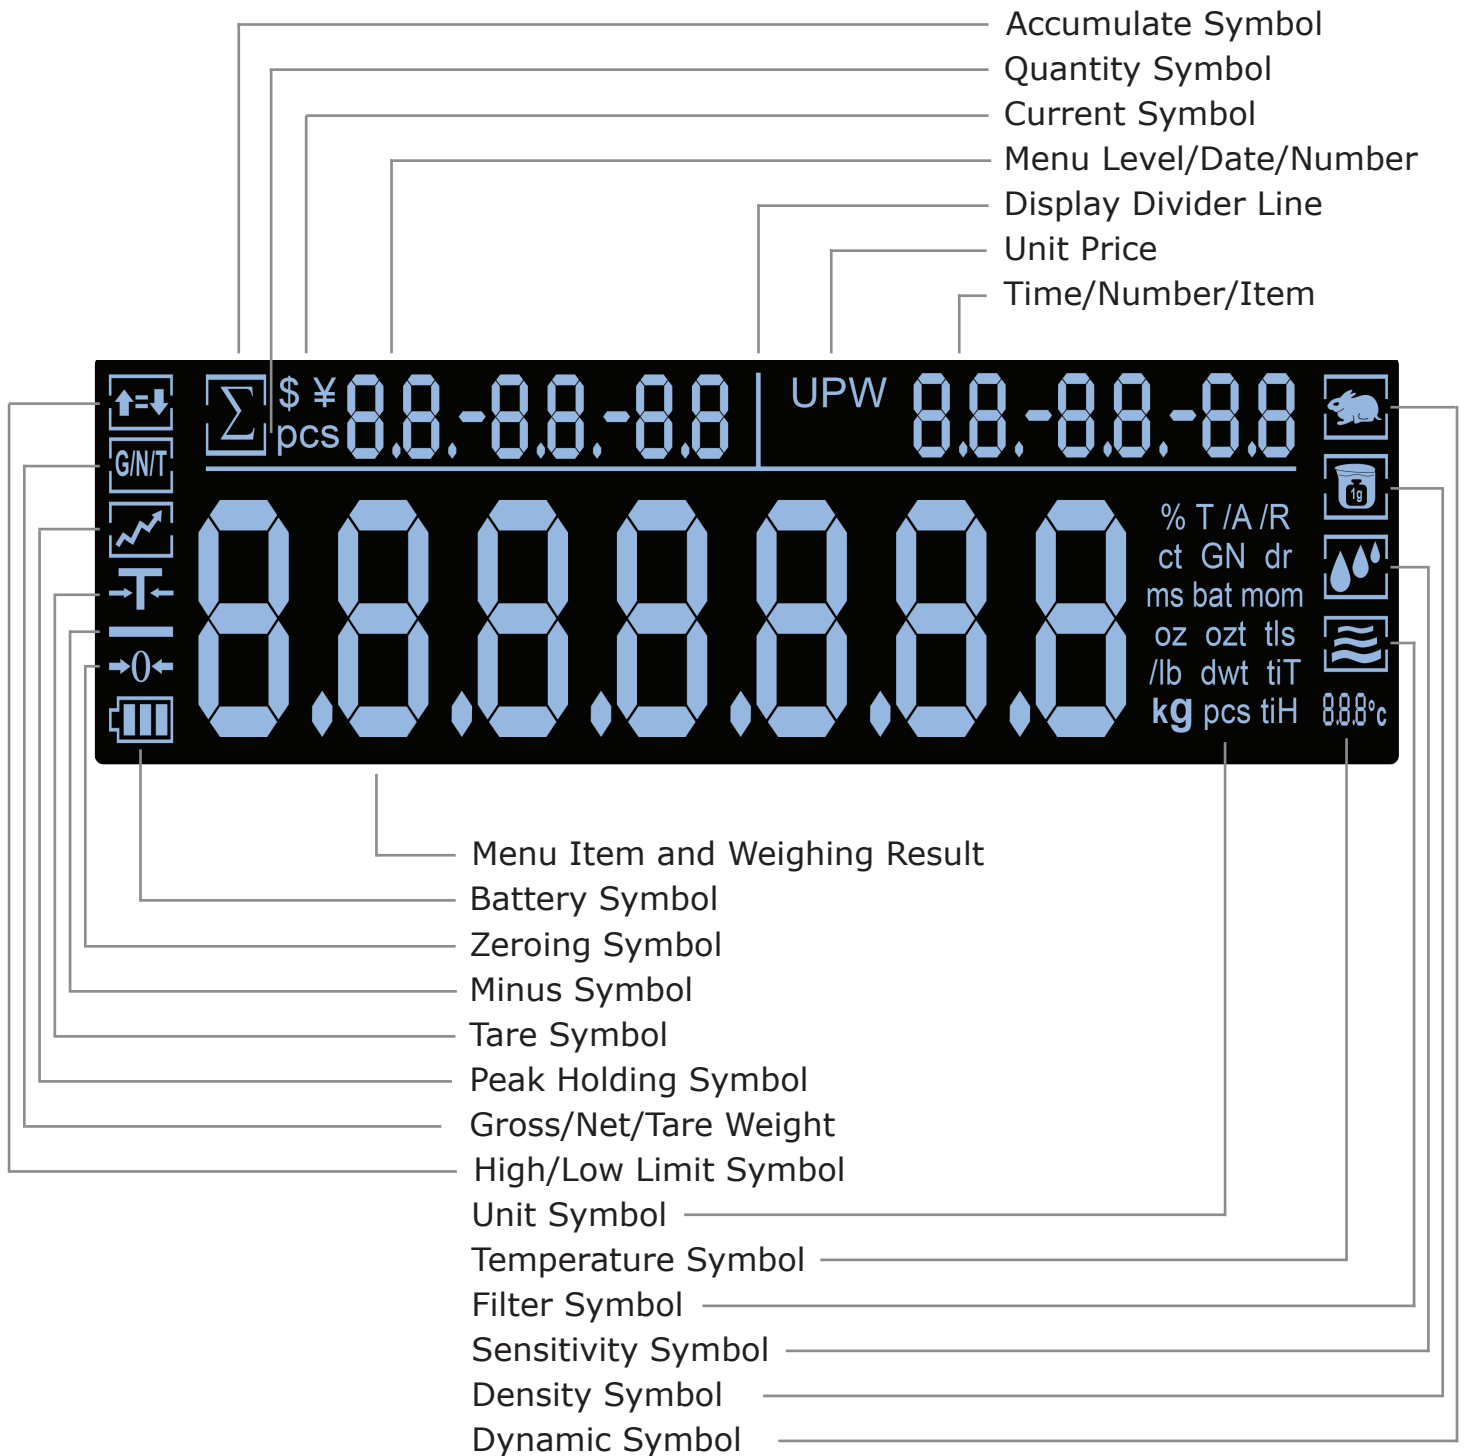 Accumulate Symbol
Quantity Symbol
Current Symbol
Menu Level/Date/Number
Display Divider Line
Unit Price
Time/Number/Item
∑ $ ¥ 8.8.-8.8.-8.8 UPW 8.8.-8.8.-8.8
pcs
G/N/T
1g
8.8.8.8.8.8.8
% T /A /R
ct GN dr
→T←
ms bat mom
oz ozt tls
→0←
/lb dwt tiT
kg pcs tiH
8.8.8°c
Menu Item and Weighing Result
Battery Symbol
Zeroing Symbol
Minus Symbol
Tare Symbol
Peak Holding Symbol
Gross/Net/Tare Weight
High/Low Limit Symbol
Unit Symbol
Temperature Symbol
Filter Symbol
Sensitivity Symbol
Density Symbol
Dynamic Symbol